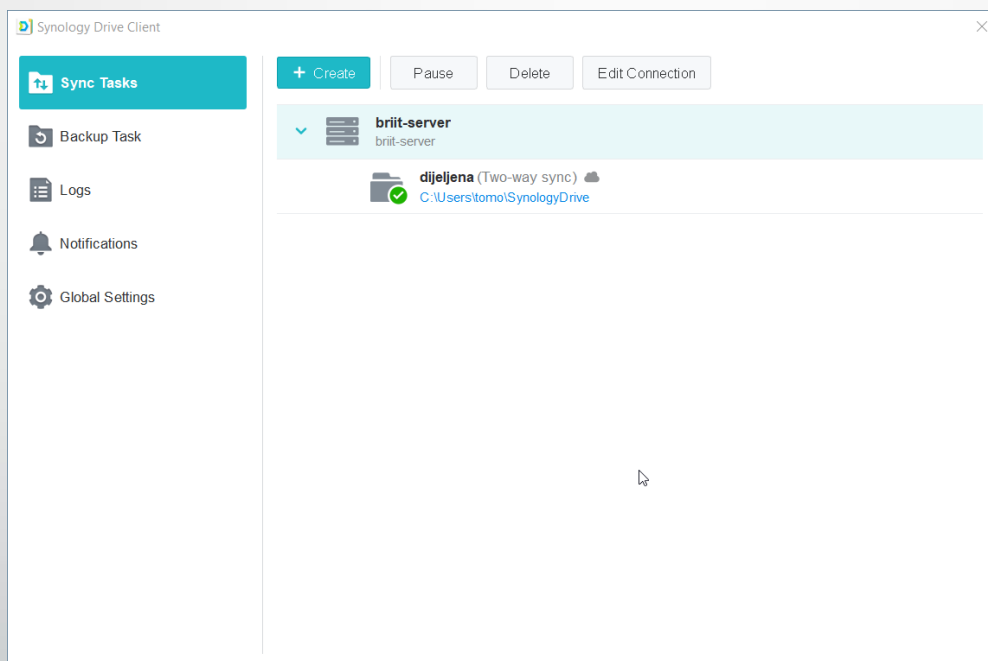 Synology Drive Client
Sync Tasks
Backup Task
Logs
Notifications
Global Settings
+ Create Pause Delete Edit Connection
briit-server
briit-server
dijeljena (Two-way sync)
C:\Users\tomo\SynologyDrive